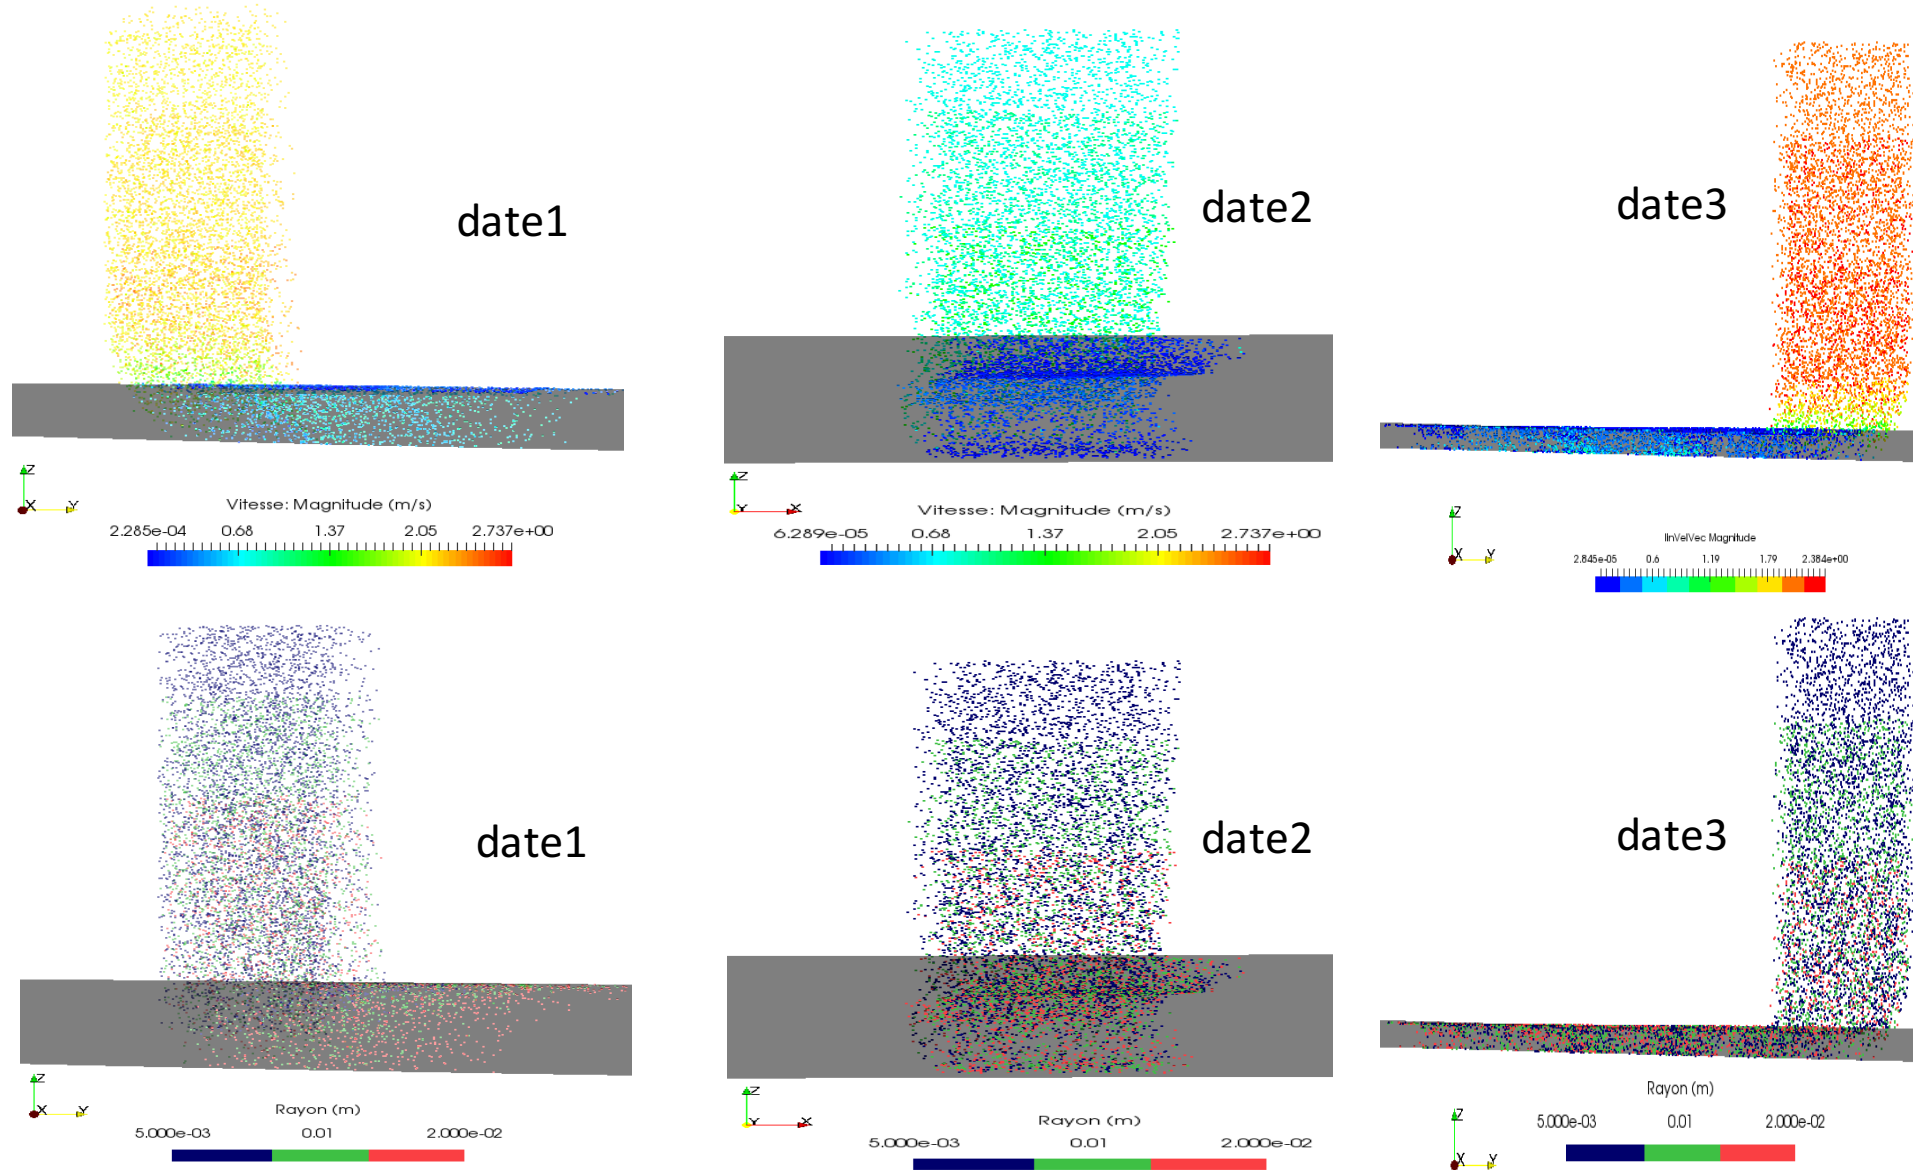 date1
Z
X Y
Vitesse: Magnitude (m/s)
2.285e-04 0.68 1.37 2.05 2.737e+00
date2
Z
Y X
Vitesse: Magnitude (m/s)
6.289e-05 0.68 1.37 2.05 2.737e+00
date3
Z
X Y
linVelVec Magnitude
2.845e-05 0.6 1.19 1.79 2.384e+00
date1
Z
X Y
Rayon (m)
5.000e-03 0.01 2.000e-02
date2
Z
Y X
Rayon (m)
5.000e-03 0.01 2.000e-02
date3
Z
X Y
Rayon (m)
5.000e-03 0.01 2.000e-02